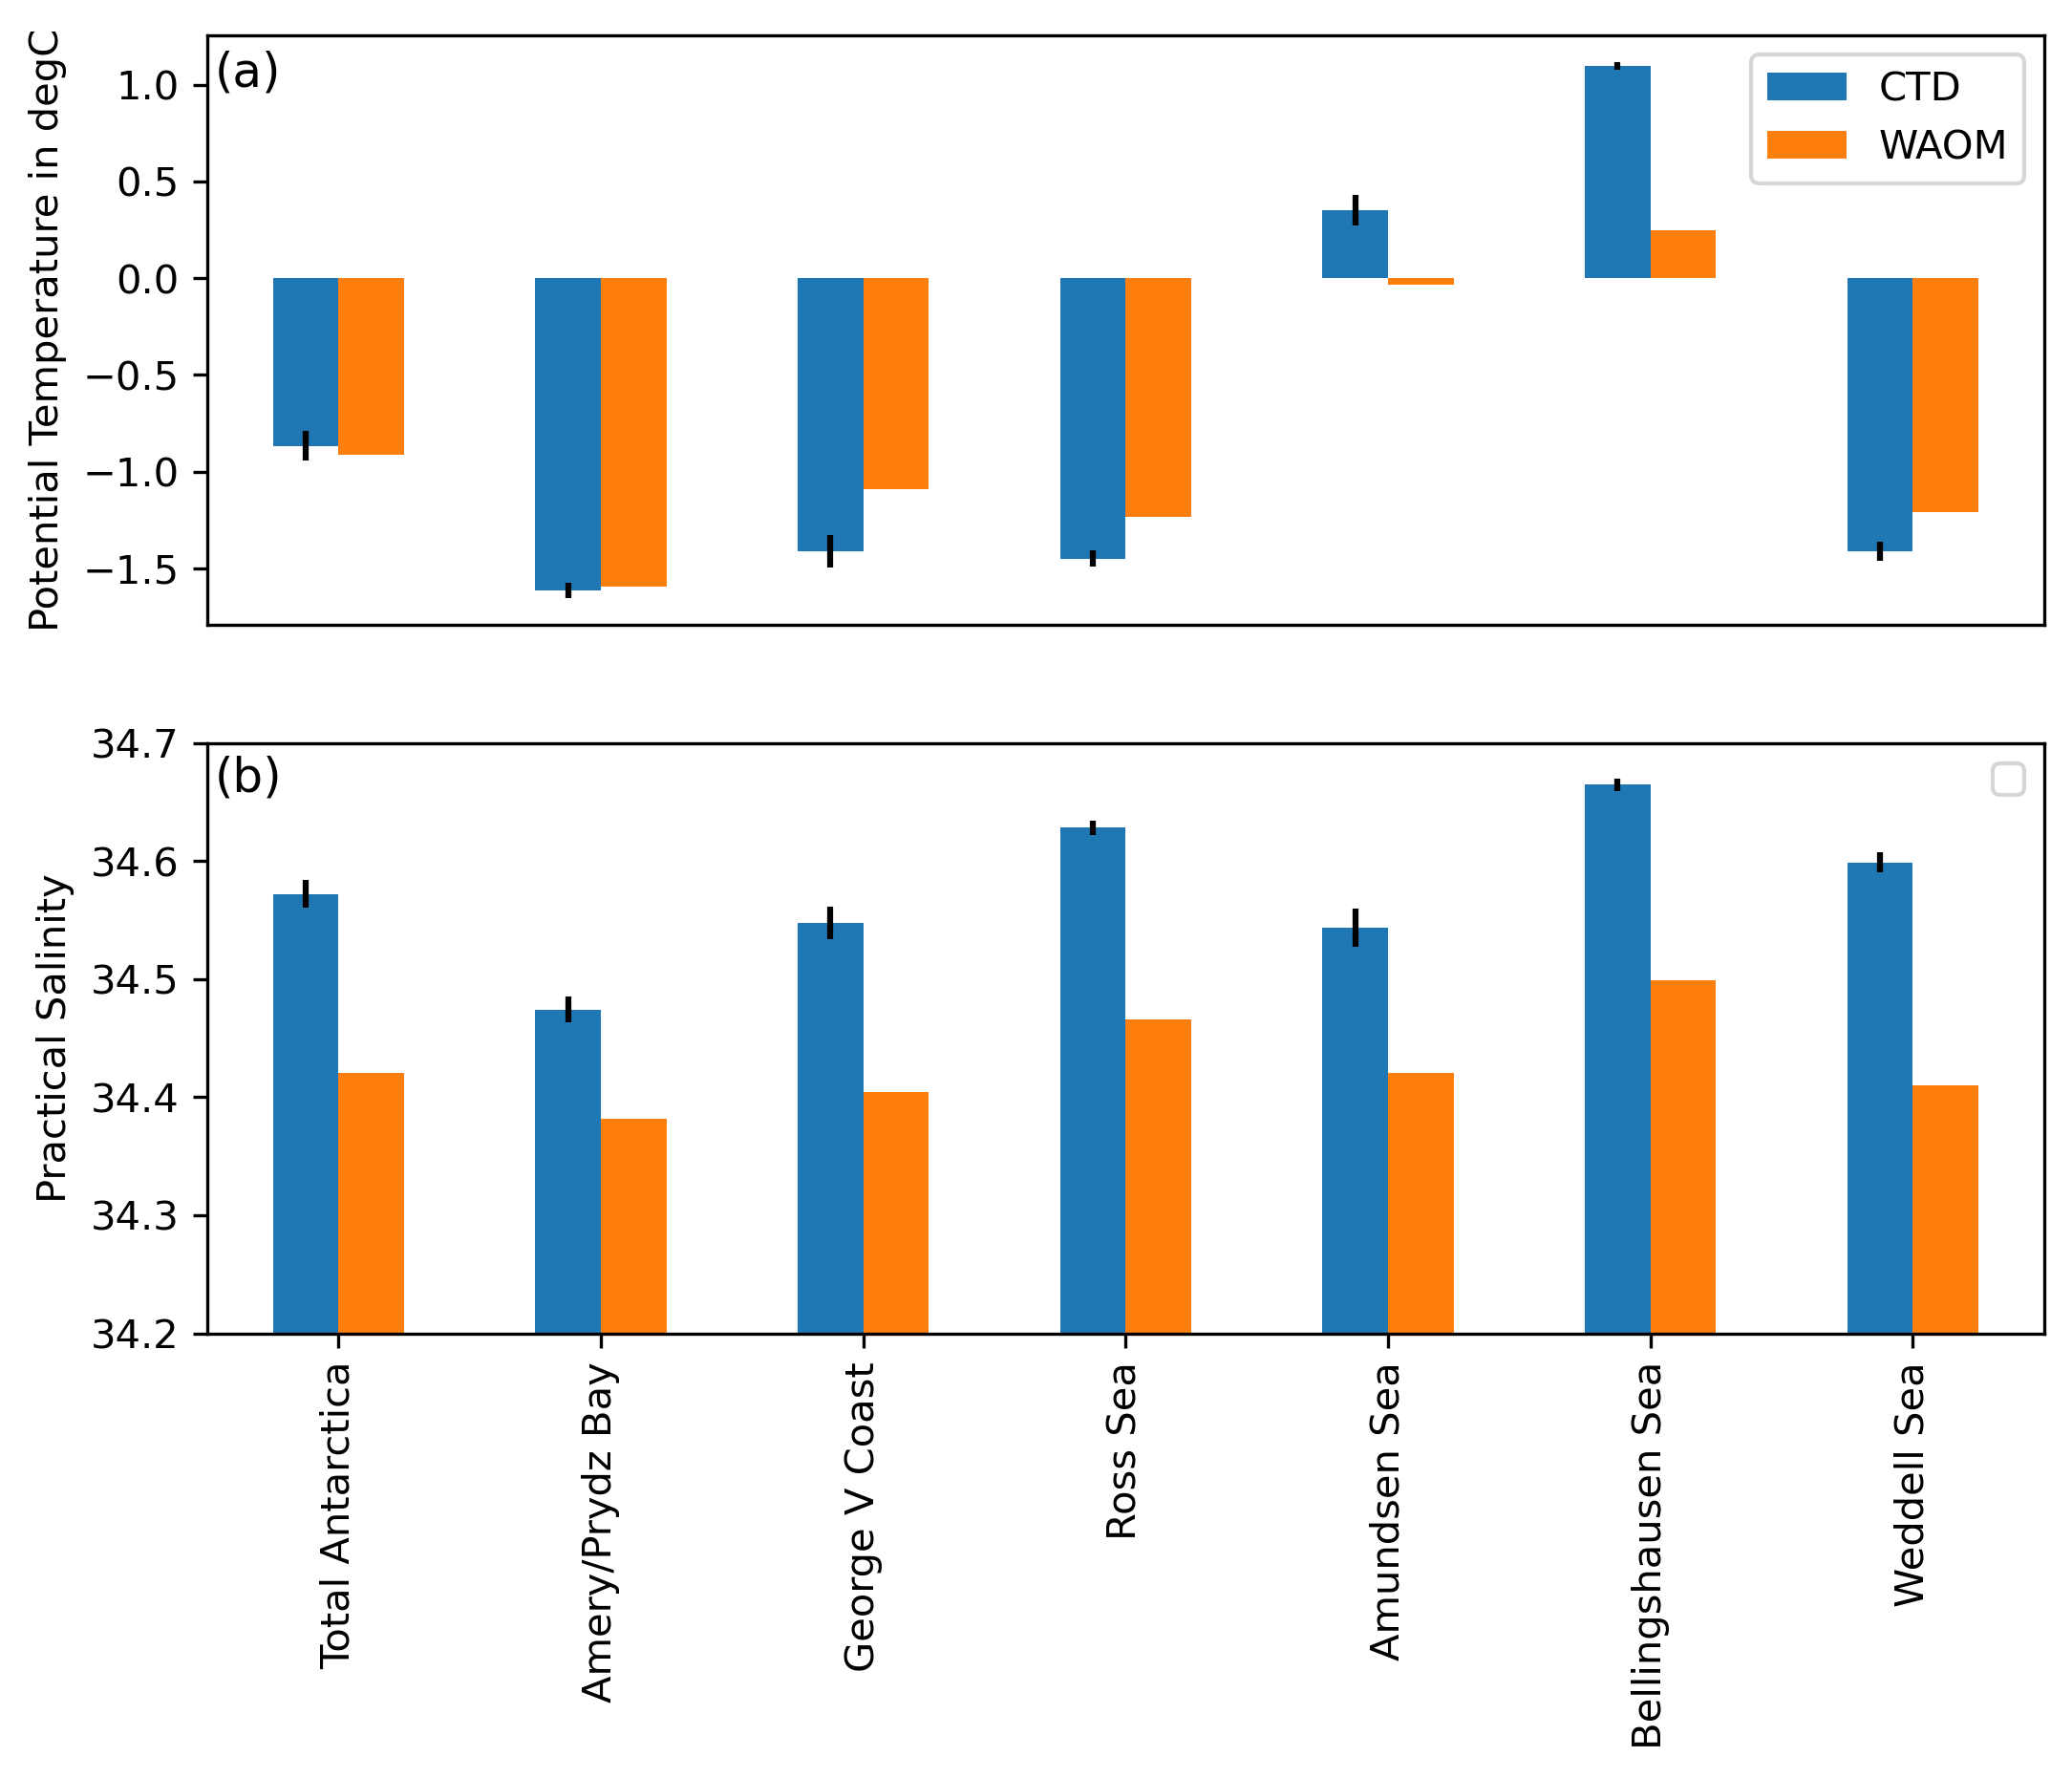 (a)
CTD
WAOM
Potential Temperature in degC
1.0
0.5
0.0
−0.5
−1.0
−1.5
(b)
Practical Salinity
34.7
34.6
34.5
34.4
34.3
34.2
Total Antarctica
Amery/Prydz Bay
George V Coast
Ross Sea
Amundsen Sea
Bellingshausen Sea
Weddell Sea